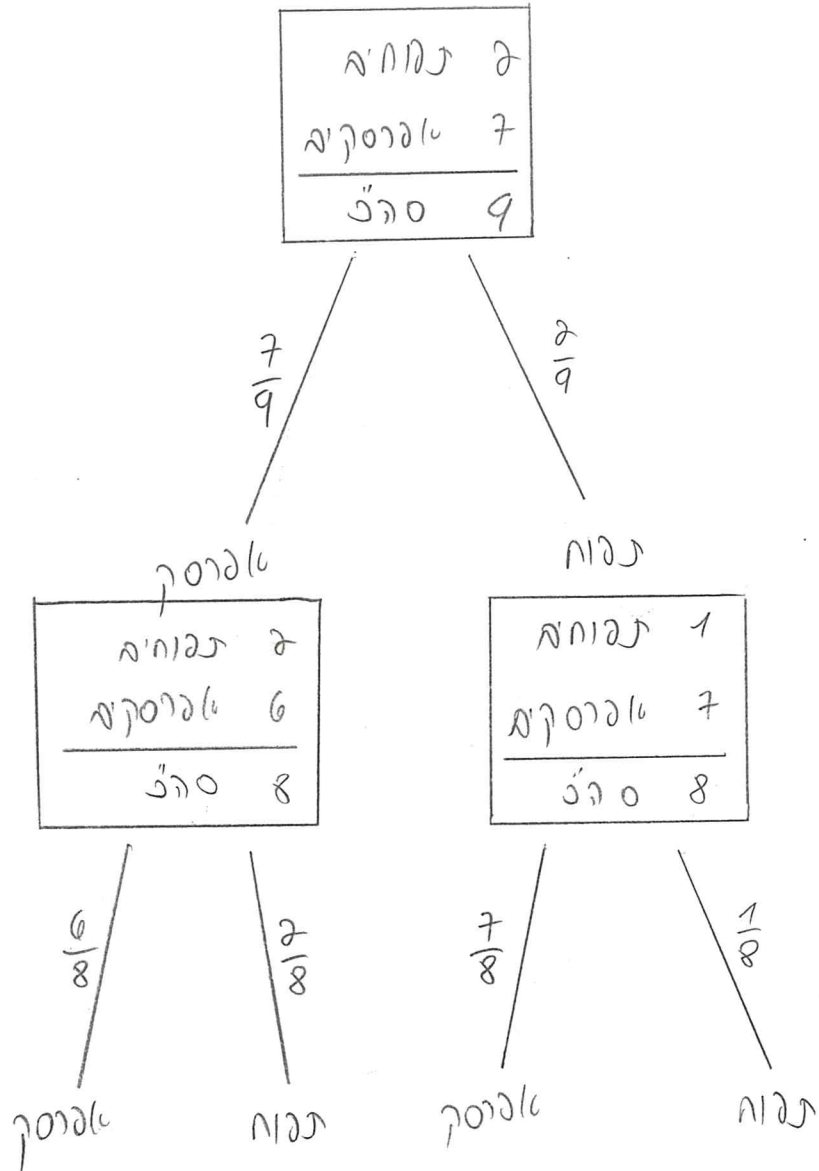 2 תפוחים
7 אפרסקים
9 סה"כ
2/9
7/9
תפוח
אפרסק
1 תפוחים
7 אפרסקים
8 סה"כ
2 תפוחים
6 אפרסקים
8 סה"כ
1/8
7/8
2/8
6/8
תפוח
אפרסק
תפוח
אפרסק